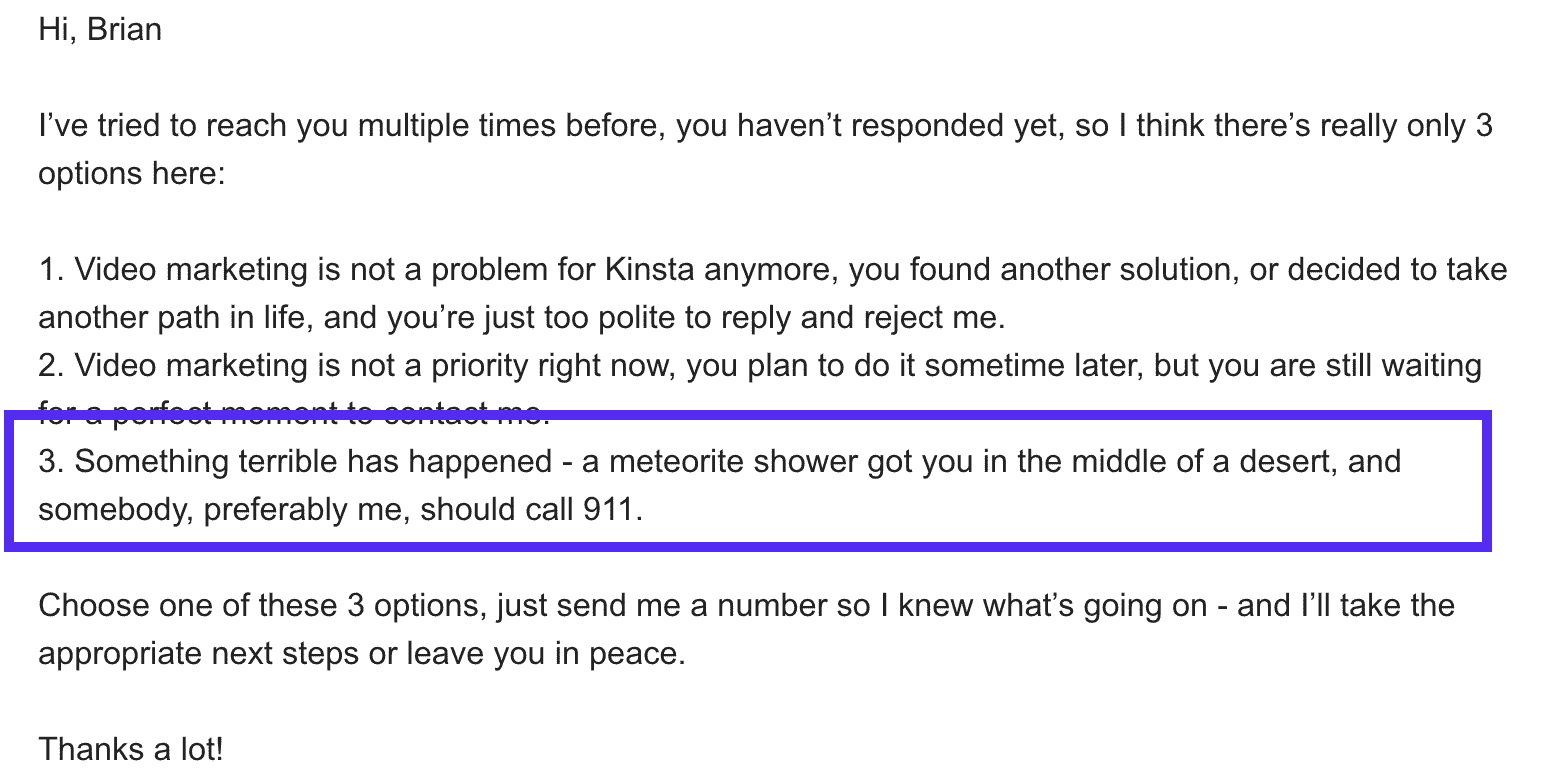 Hi, Brian
I’ve tried to reach you multiple times before, you haven’t responded yet, so I think there’s really only 3
options here:
1. Video marketing is not a problem for Kinsta anymore, you found another solution, or decided to take
another path in life, and you’re just too polite to reply and reject me.
2. Video marketing is not a priority right now, you plan to do it sometime later, but you are still waiting
for a perfect moment to contact me.
3. Something terrible has happened - a meteorite shower got you in the middle of a desert, and
somebody, preferably me, should call 911.
Choose one of these 3 options, just send me a number so I knew what’s going on - and I’ll take the
appropriate next steps or leave you in peace.
Thanks a lot!